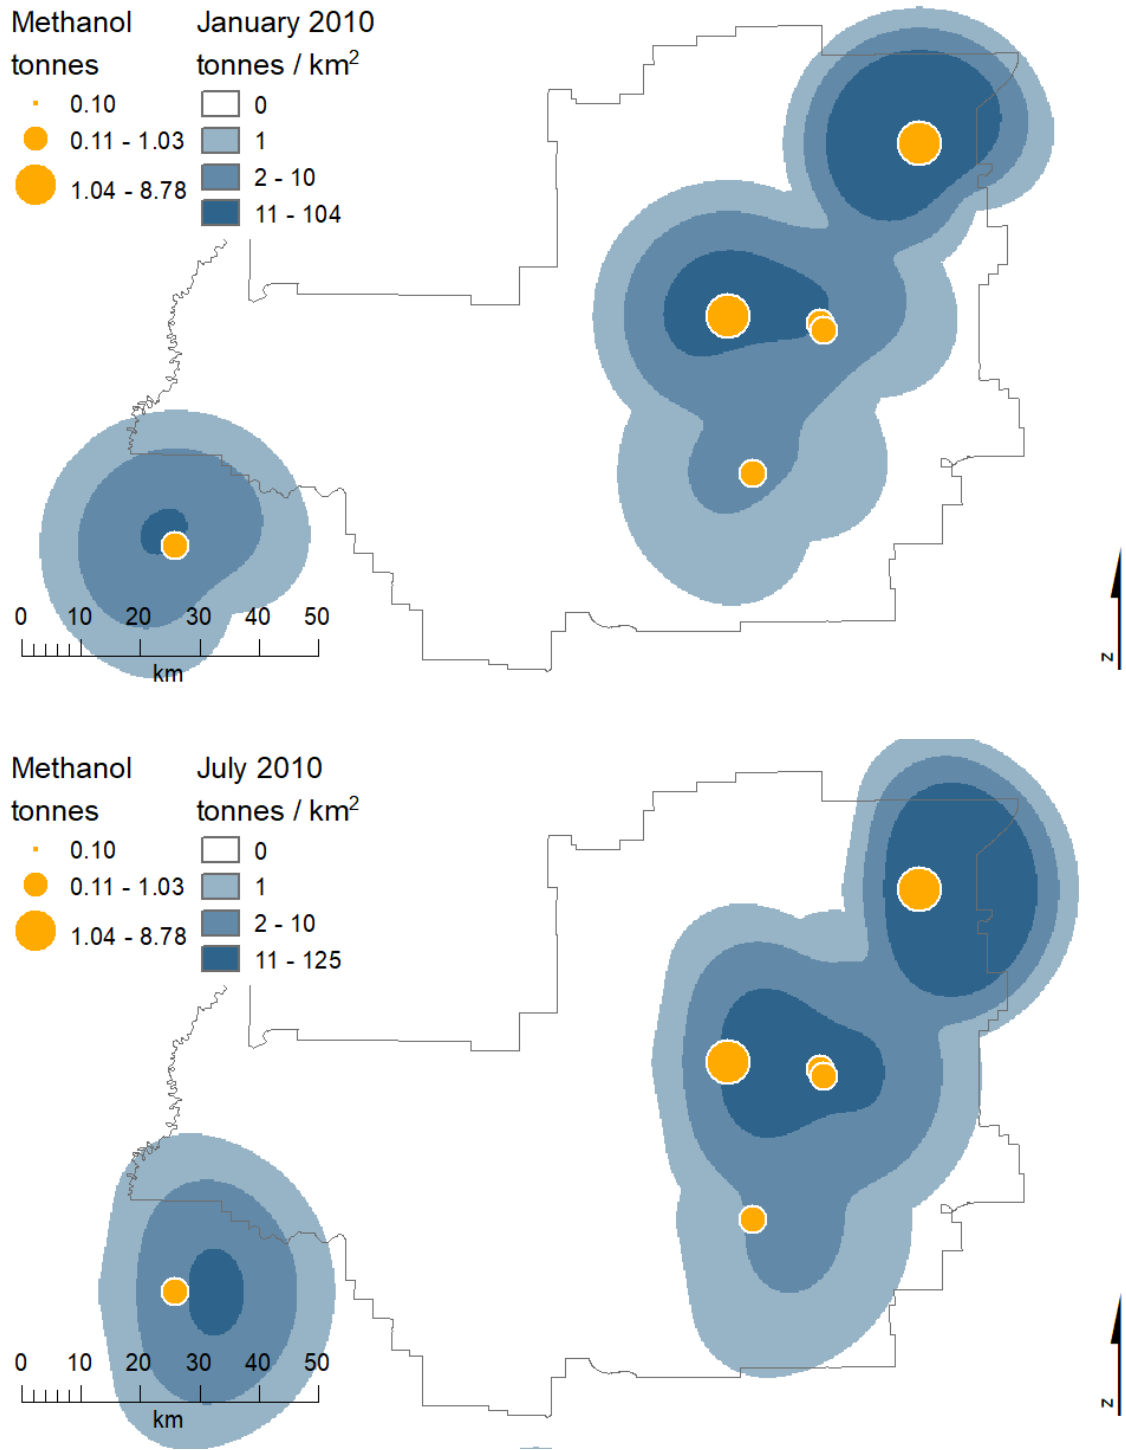 Methanol January 2010
tonnes tonnes / km²
0.10 0
0.11 - 1.03 1
1.04 - 8.78 2 - 10
11 - 104
0 10 20 30 40 50
km
N
Methanol July 2010
tonnes tonnes / km²
0.10 0
0.11 - 1.03 1
1.04 - 8.78 2 - 10
11 - 125
0 10 20 30 40 50
km
N